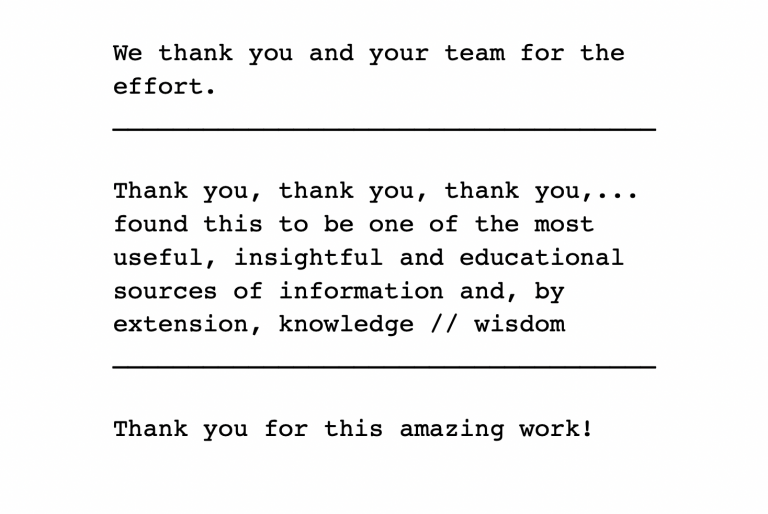 We thank you and your team for the
effort.
Thank you, thank you, thank you,...
found this to be one of the most
useful, insightful and educational
sources of information and, by
extension, knowledge // wisdom
Thank you for this amazing work!